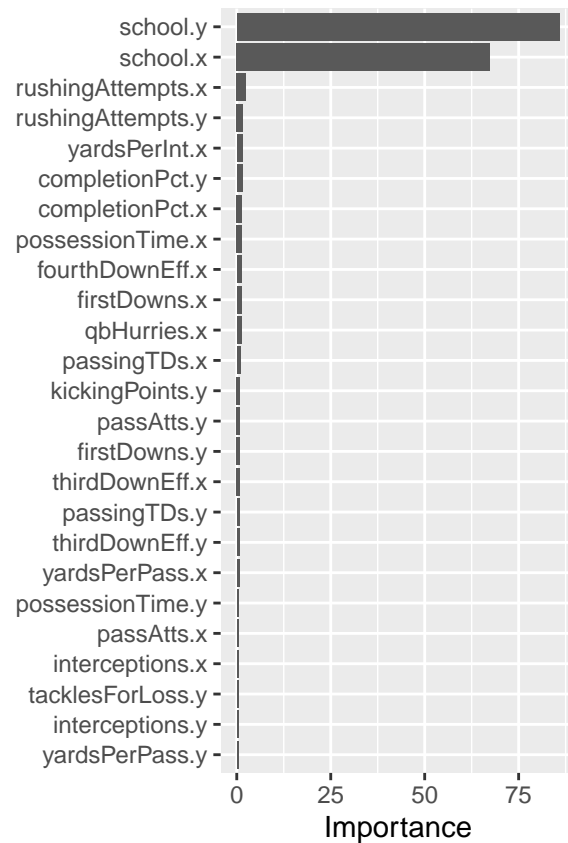 school.y
school.x
rushingAttempts.x
rushingAttempts.y
yardsPerInt.x
completionPct.y
completionPct.x
possessionTime.x
fourthDownEff.x
firstDowns.x
qbHurries.x
passingTDs.x
kickingPoints.y
passAtts.y
firstDowns.y
thirdDownEff.x
passingTDs.y
thirdDownEff.y
yardsPerPass.x
possessionTime.y
passAtts.x
interceptions.x
tacklesForLoss.y
interceptions.y
yardsPerPass.y
0 25 50 75
Importance